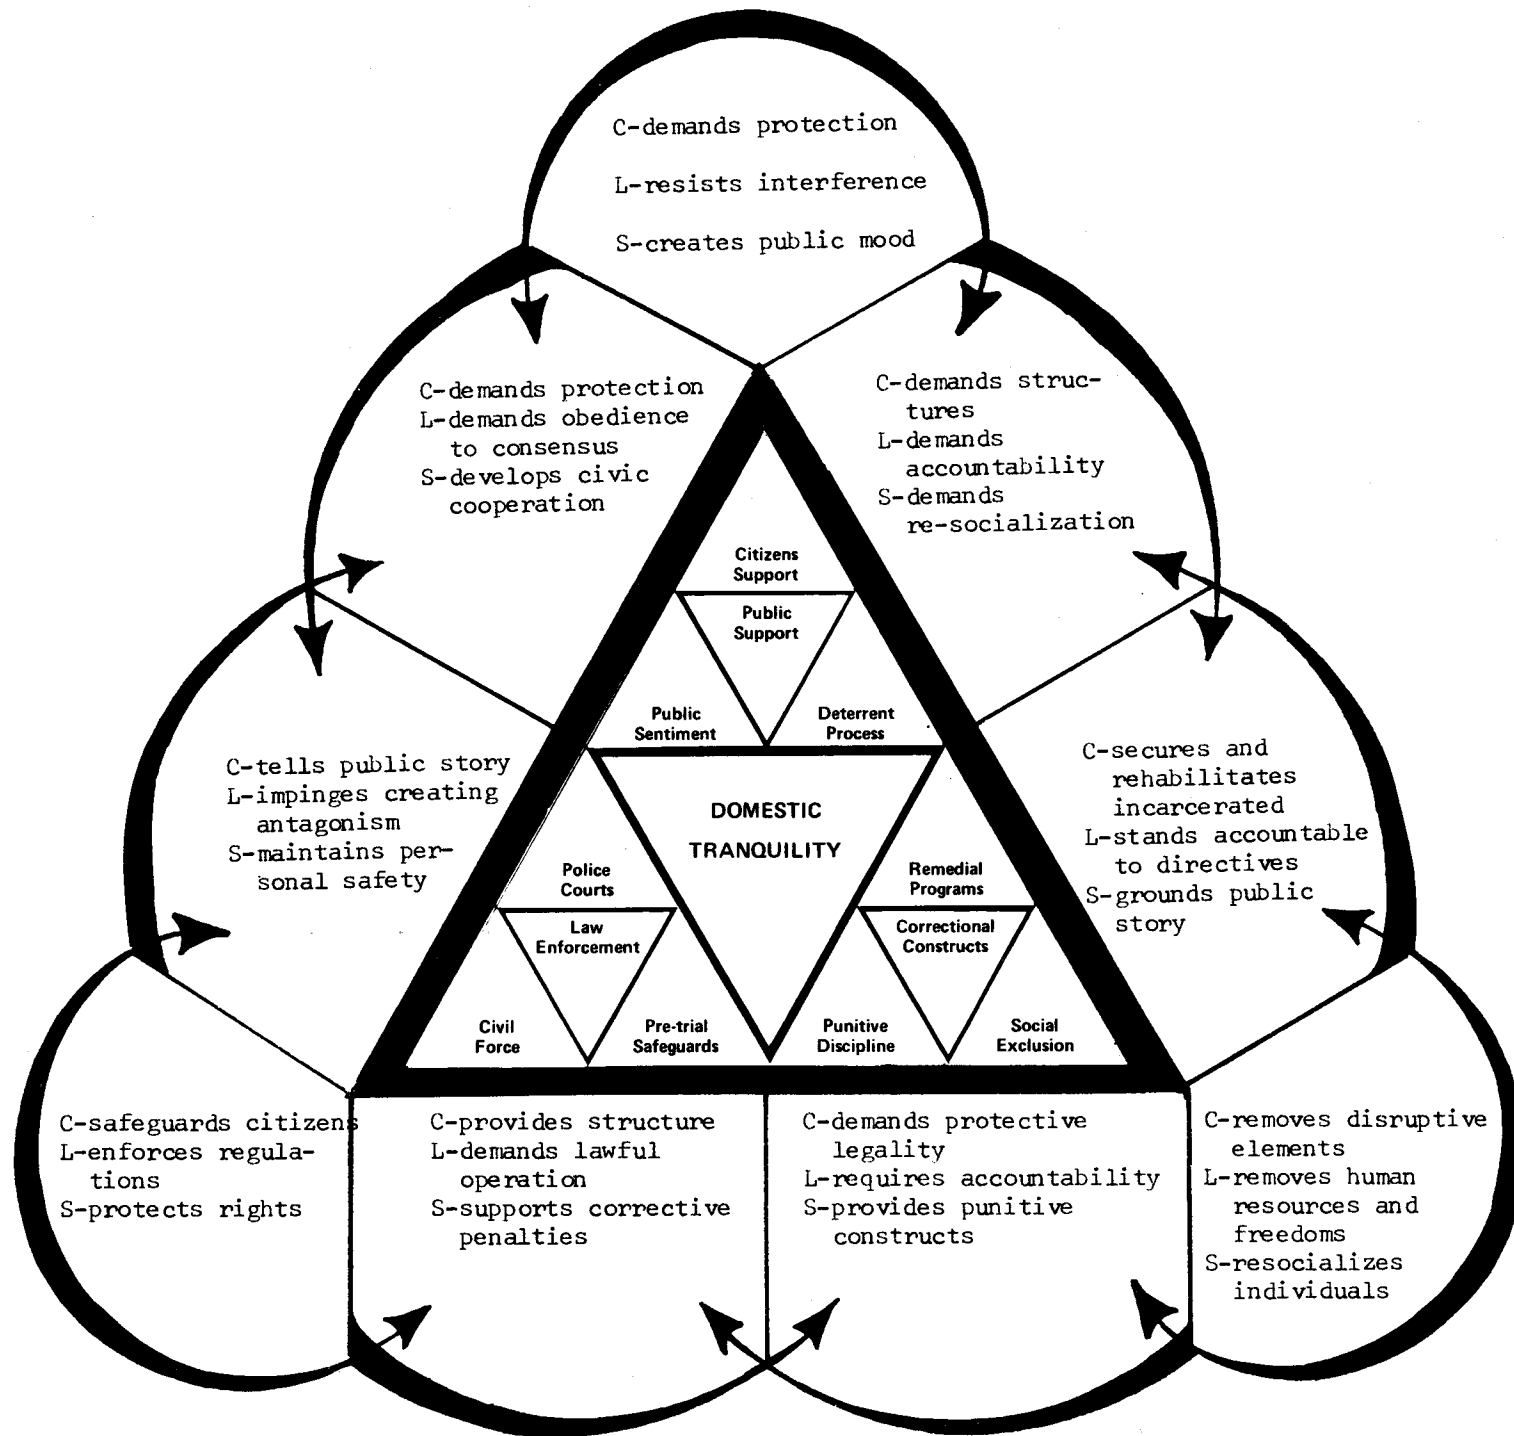 C-demands protection
L-resists interference
S-creates public mood
C-demands protection
L-demands obedience
to consensus
S-develops civic
cooperation
C-demands struc-
tures
L-demands
accountability
S-demands
re-socialization
Citizens
Support
Public
Support
Public
Sentiment
Deterrent
Process
C-tells public story
L-impinges creating
antagonism
S-maintains per-
sonal safety
C-secures and
rehabilitates
incarcerated
L-stands accountable
to directives
S-grounds public
story
DOMESTIC
TRANQUILITY
Police
Courts
Law
Enforcement
Civil
Force
Pre-trial
Safeguards
Remedial
Programs
Correctional
Constructs
Punitive
Discipline
Social
Exclusion
C-safeguards citizens
L-enforces regula-
tions
S-protects rights
C-provides structure
L-demands lawful
operation
S-supports corrective
penalties
C-demands protective
legality
L-requires accountability
S-provides punitive
constructs
C-removes disruptive
elements
L-removes human
resources and
freedoms
S-resocializes
individuals